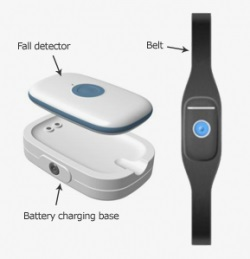 Fall detector
Belt
Battery charging base